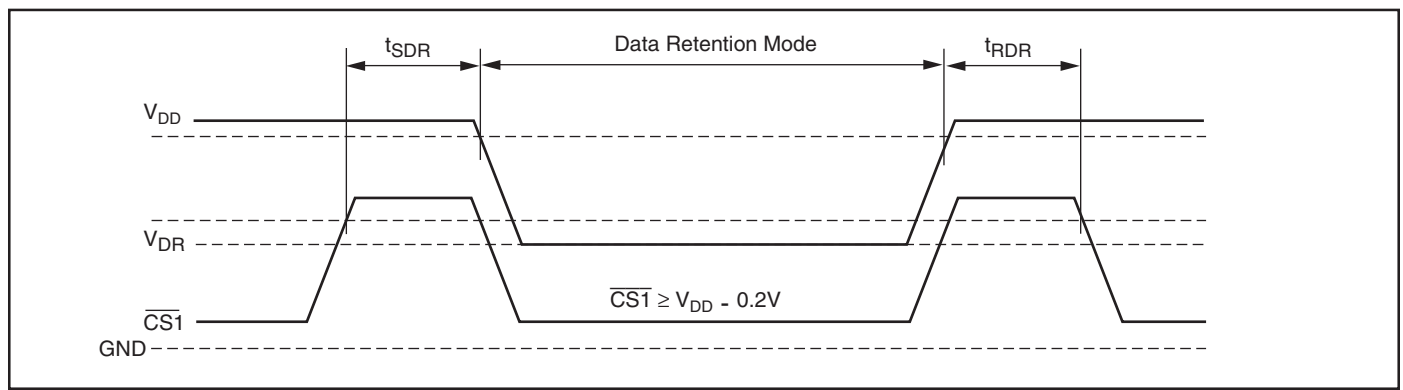 tSDR Data Retention Mode tRDR
VDD
VDR
CS1 ≥ VDD - 0.2V
CS1
GND